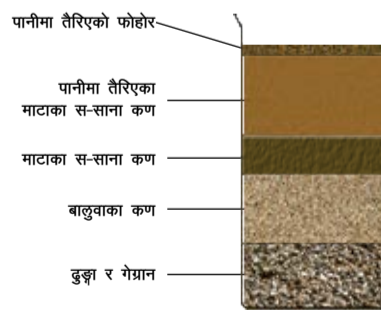 पानीमा तैरिएको फोहोर
पानीमा तैरिएका
माटाका स-साना कण
माटाका स-साना कण
बालुवाका कण
ढुङ्गा र गेग्रान